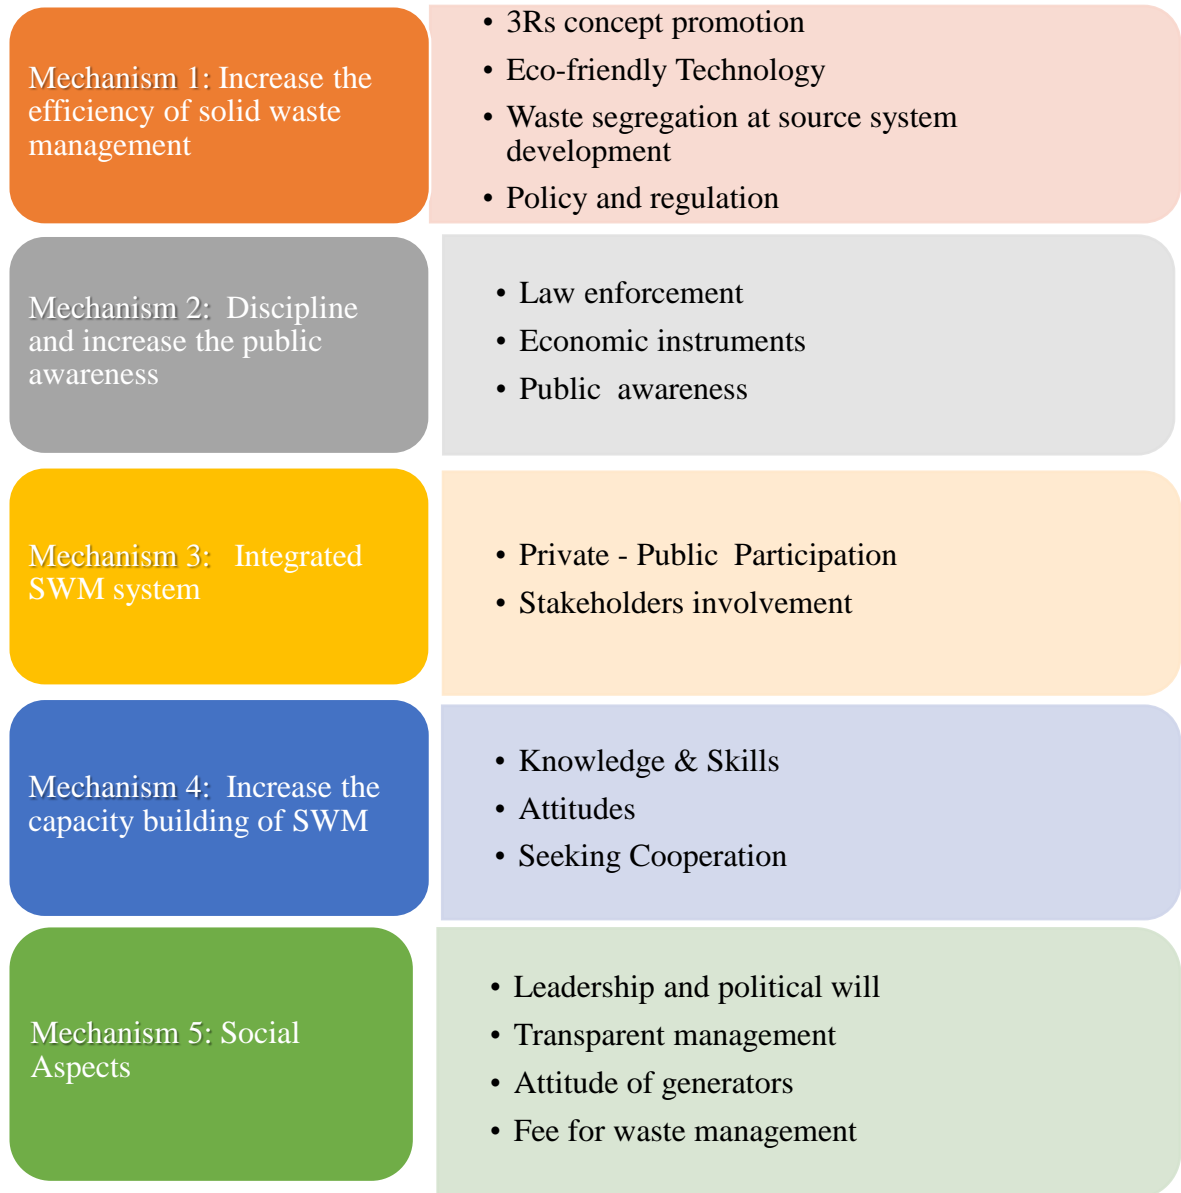 Mechanism 1: Increase the
efficiency of solid waste
management
• 3Rs concept promotion
• Eco-friendly Technology
• Waste segregation at source system
development
• Policy and regulation
Mechanism 2:  Discipline
and increase the public
awareness
• Law enforcement
• Economic instruments
• Public  awareness
Mechanism 3:   Integrated
SWM system
• Private - Public  Participation
• Stakeholders involvement
Mechanism 4:  Increase the
capacity building of SWM
• Knowledge & Skills
• Attitudes
• Seeking Cooperation
Mechanism 5: Social
Aspects
• Leadership and political will
• Transparent management
• Attitude of generators
• Fee for waste management